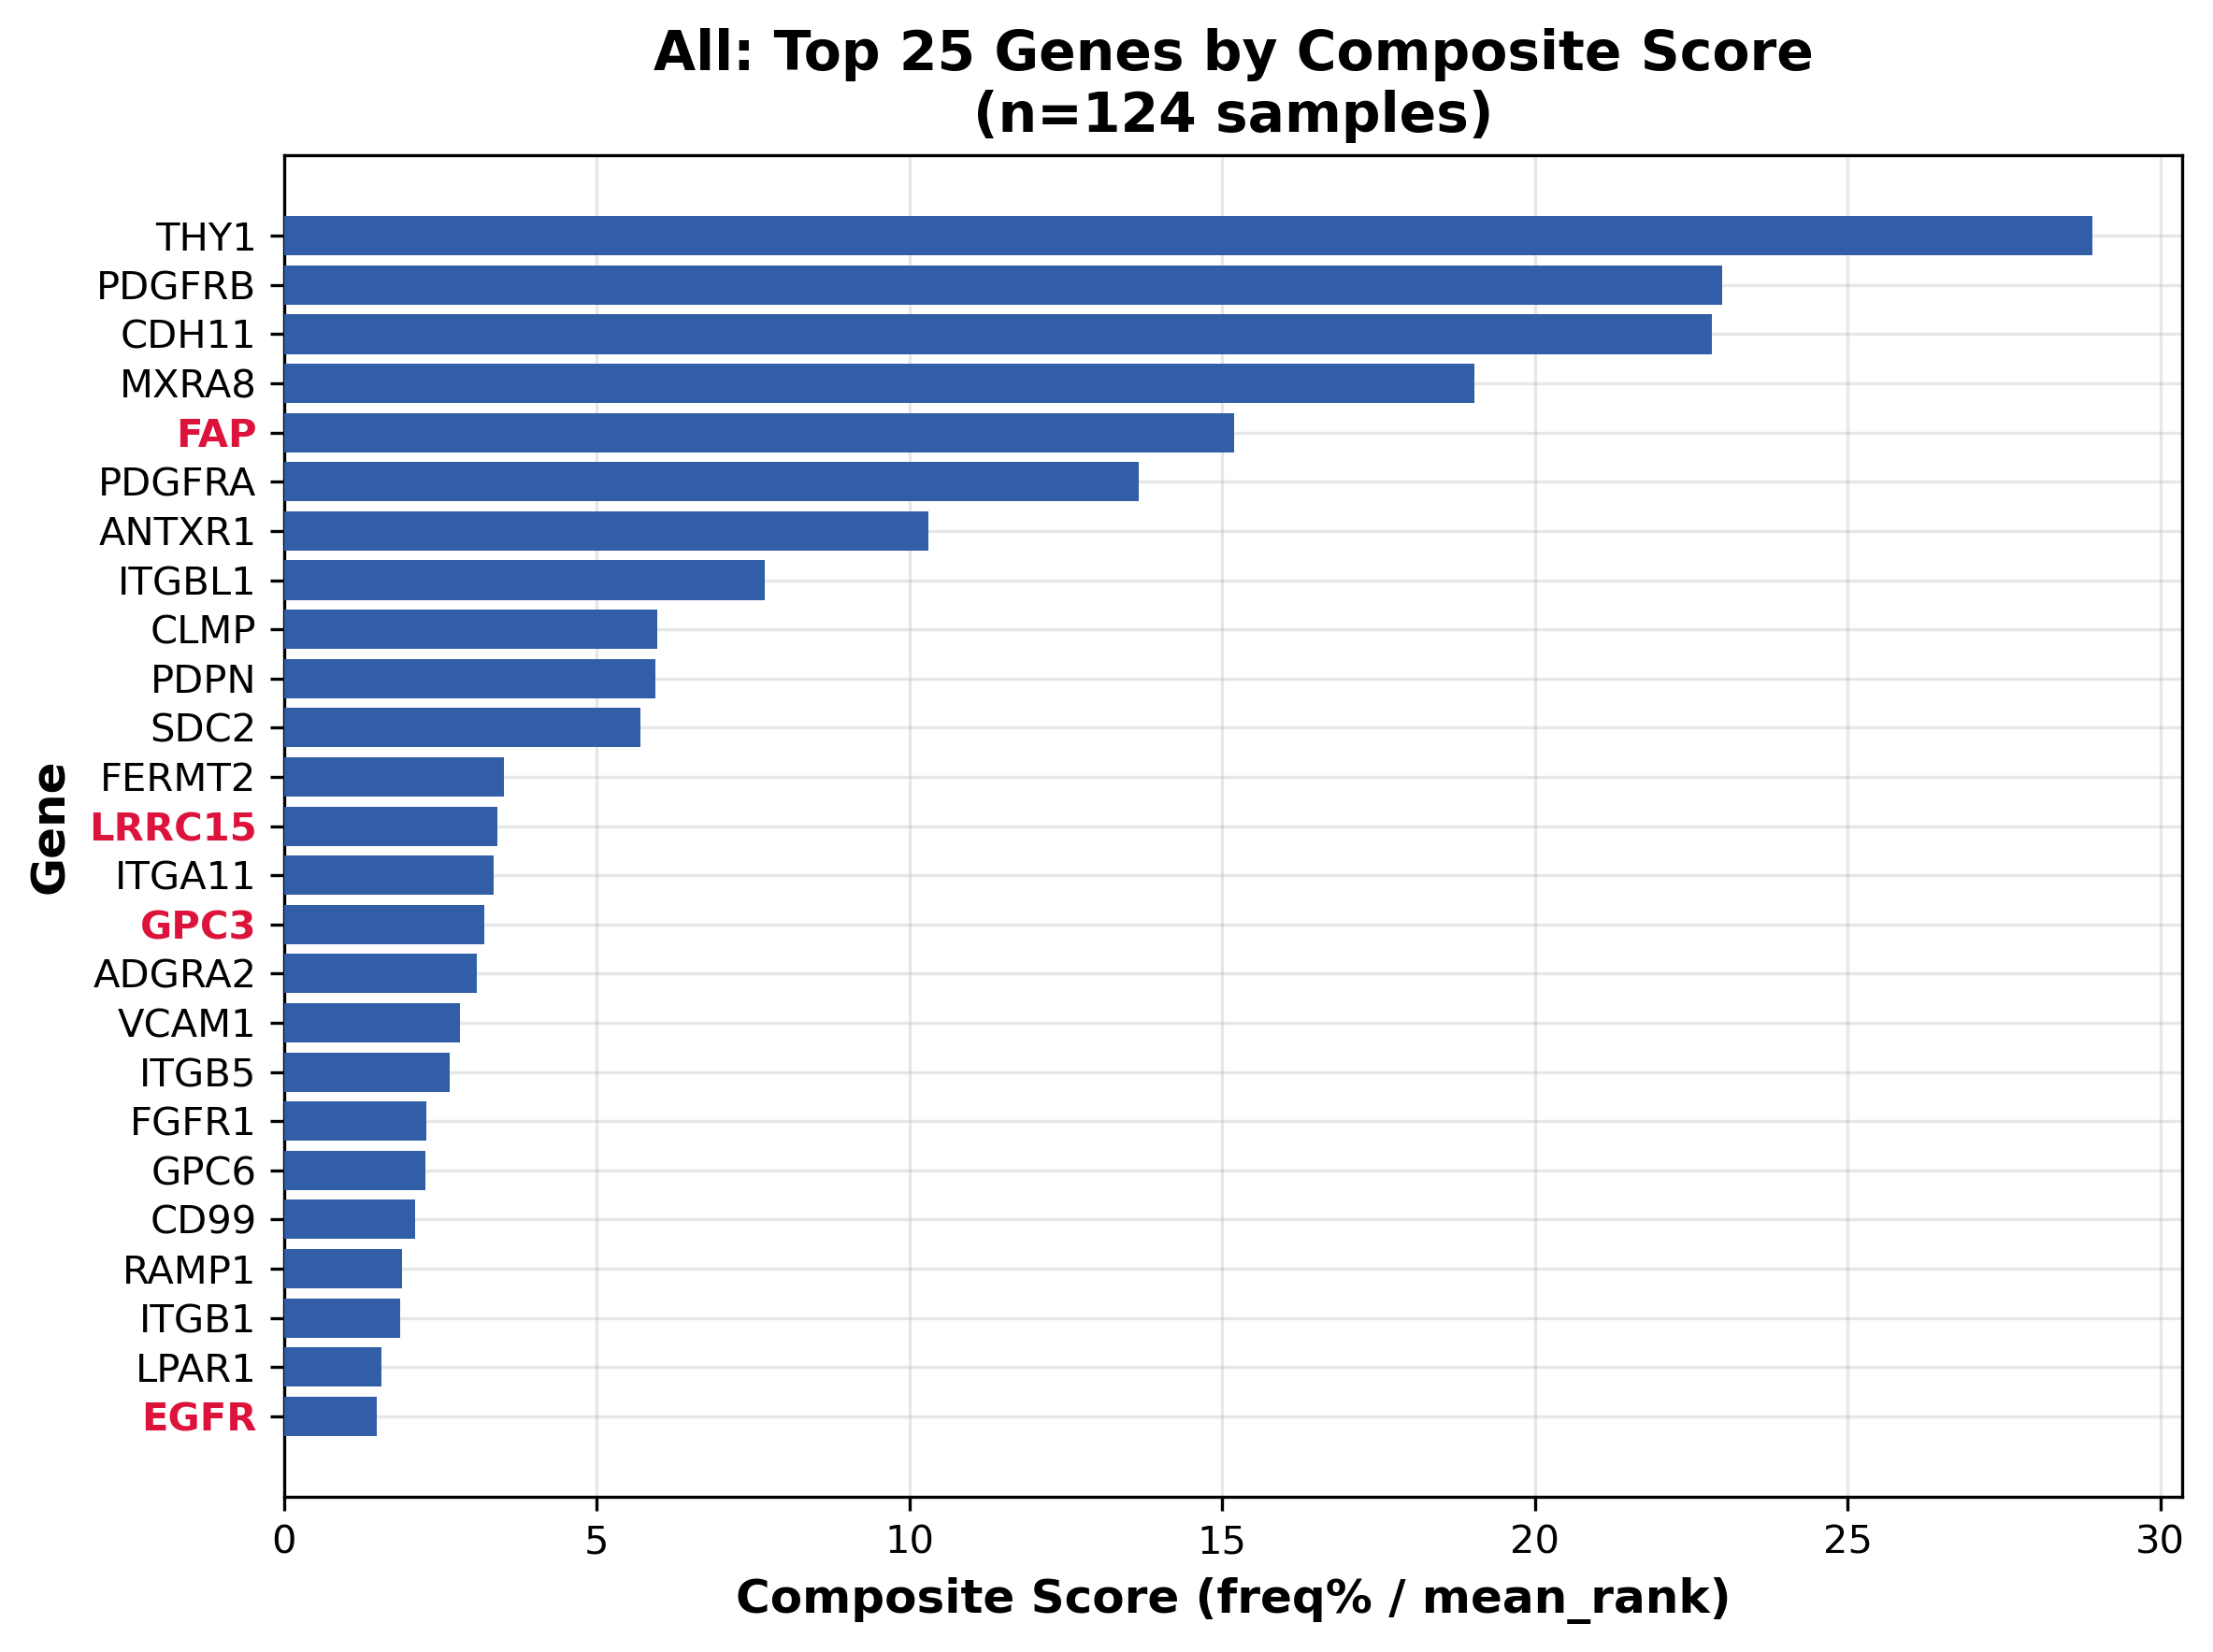 All: Top 25 Genes by Composite Score
(n=124 samples)
Gene
THY1
PDGFRB
CDH11
MXRA8
FAP
PDGFRA
ANTXR1
ITGBL1
CLMP
PDPN
SDC2
FERMT2
LRRC15
ITGA11
GPC3
ADGRA2
VCAM1
ITGB5
FGFR1
GPC6
CD99
RAMP1
ITGB1
LPAR1
EGFR
0 5 10 15 20 25 30
Composite Score (freq% / mean_rank)